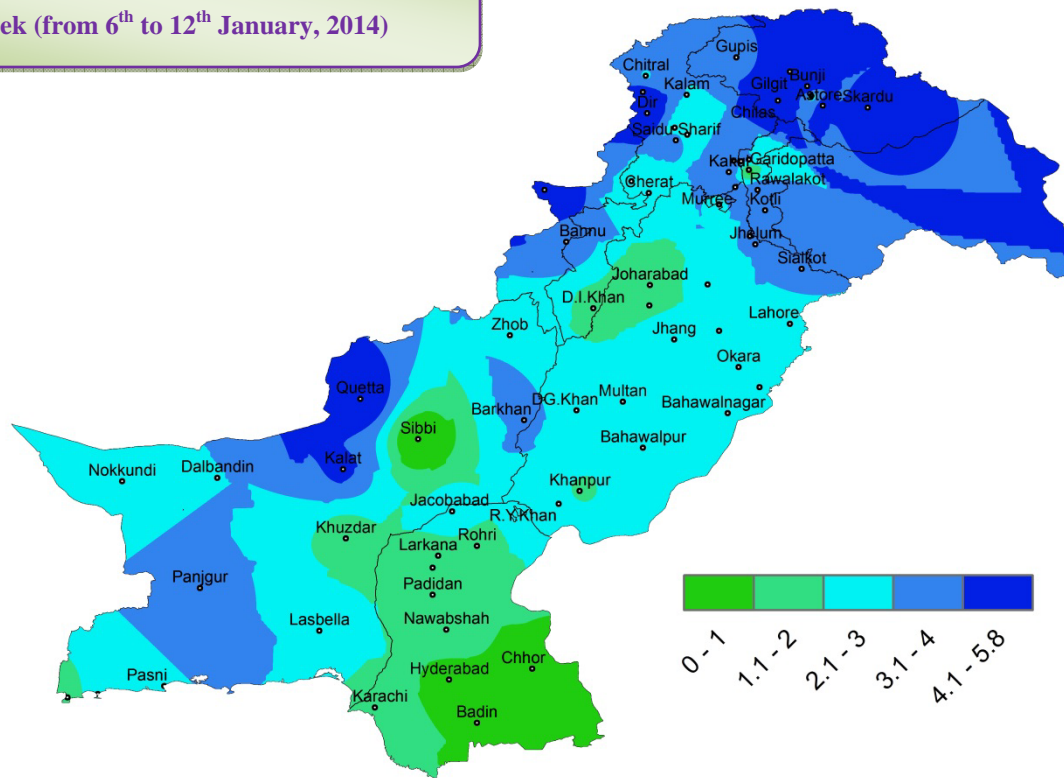 ek (from 6th to 12th January, 2014)
Gupis
Chitral
Bunji
Gilgit
Kalam
Astore
Skardu
Dir
Chilas
Saidu Sharif
Kakul
Garidopatta
Cherat
Rawalakot
Murree
Kotli
Bannu
Jhelum
Sialkot
Joharabad
D.I.Khan
Lahore
Zhob
Jhang
Okara
Quetta
Multan
D.G.Khan
Barkhan
Bahawalnagar
Sibbi
Bahawalpur
Kalat
Nokkundi
Dalbandin
Khanpur
Jacobabad
R.Y.Khan
Khuzdar
Rohri
Larkana
Panjgur
Padidan
Lasbella
Nawabshah
Chhor
Hyderabad
Pasni
Karachi
Badin
0 - 1
1.1 - 2
2.1 - 3
3.1 - 4
4.1 - 5.8